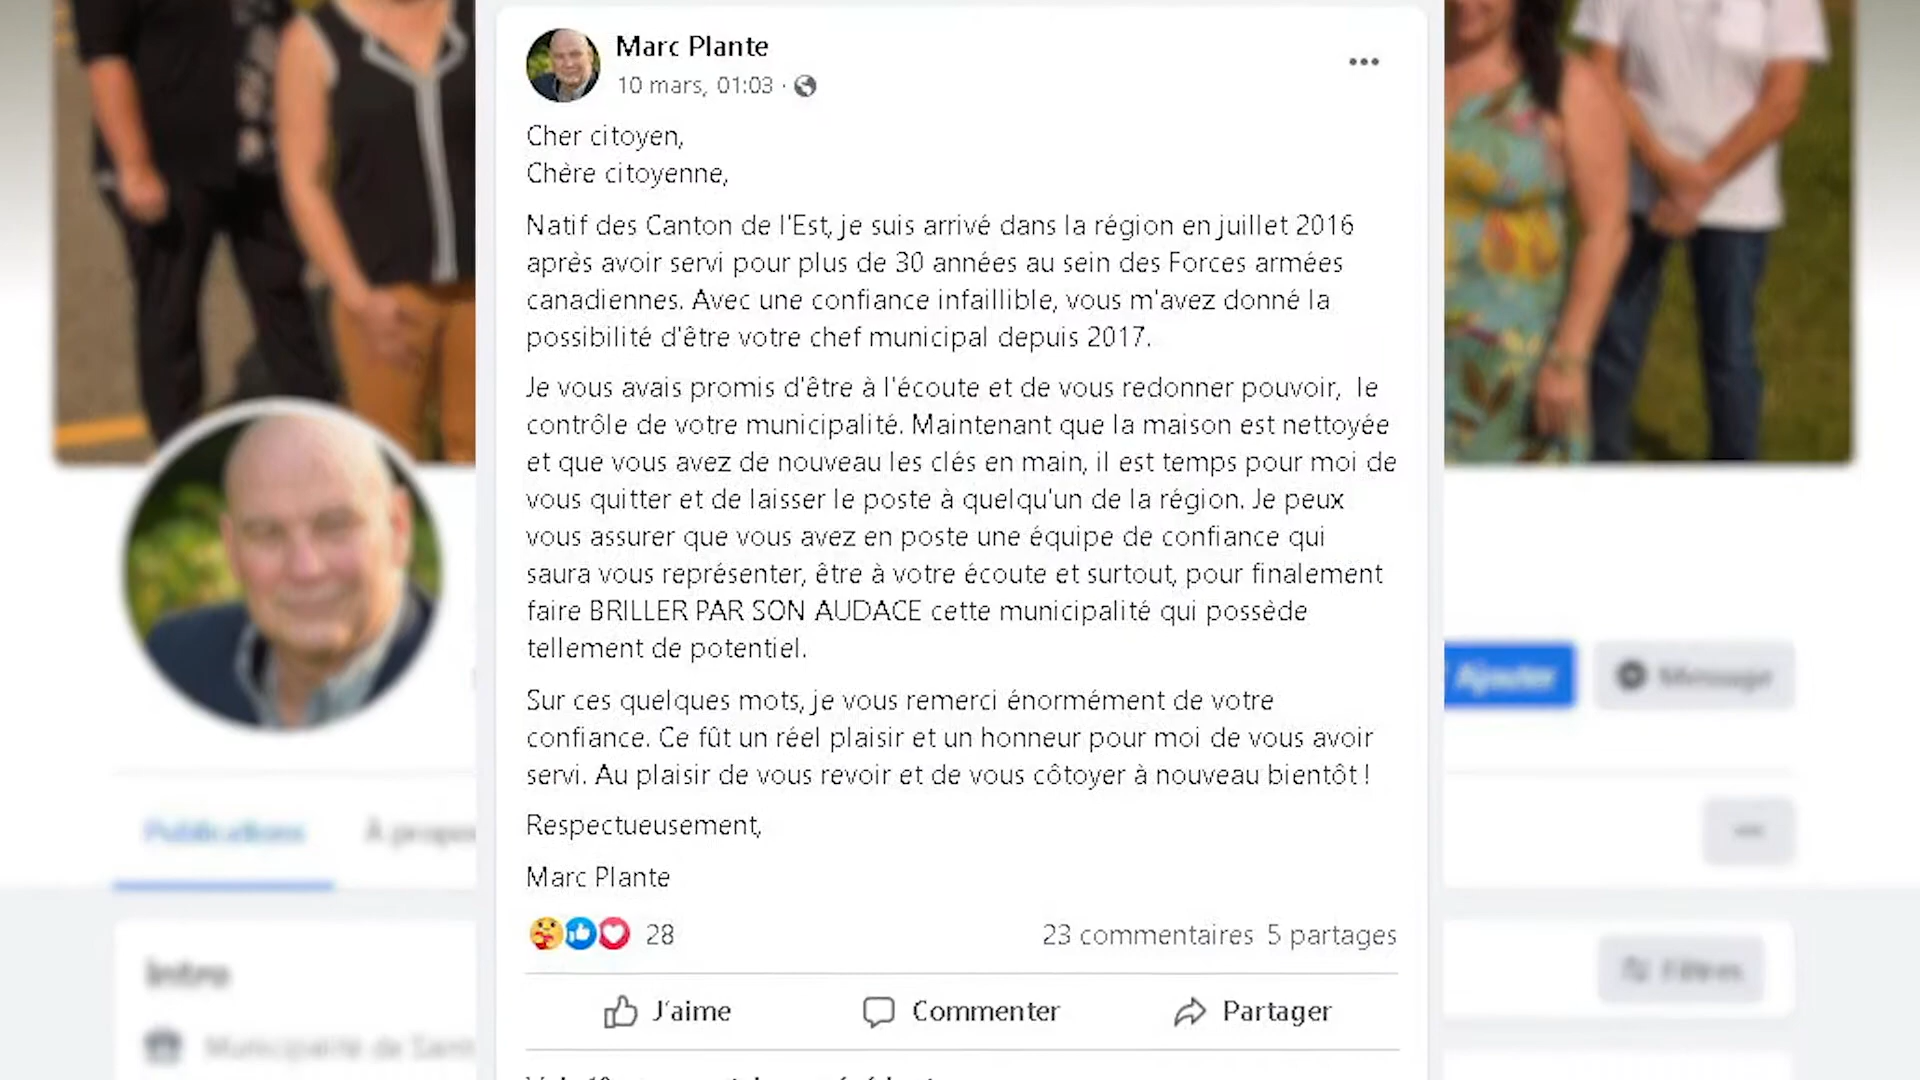 Marc Plante
10 mars, 01:03 ·
Cher citoyen,
Chère citoyenne,
Natif des Canton de l'Est, je suis arrivé dans la région en juillet 2016
après avoir servi pour plus de 30 années au sein des Forces armées
canadiennes. Avec une confiance infaillible, vous m'avez donné la
possibilité d'être votre chef municipal depuis 2017.
Je vous avais promis d'être à l'écoute et de vous redonner pouvoir, le
contrôle de votre municipalité. Maintenant que la maison est nettoyée
et que vous avez de nouveau les clés en main, il est temps pour moi de
vous quitter et de laisser le poste à quelqu'un de la région. Je peux
vous assurer que vous avez en poste une équipe de confiance qui
saura vous représenter, être à votre écoute et surtout, pour finalement
faire BRILLER PAR SON AUDACE cette municipalité qui possède
tellement de potentiel.
Sur ces quelques mots, je vous remerci énormément de votre
confiance. Ce fût un réel plaisir et un honneur pour moi de vous avoir
servi. Au plaisir de vous revoir et de vous côtoyer à nouveau bientôt !
Respectueusement,
Marc Plante
28
23 commentaires 5 partages
J'aime
Commenter
Partager
Ajouter
Message
Publications
À propos
Intro
Filtres
Municipalité de